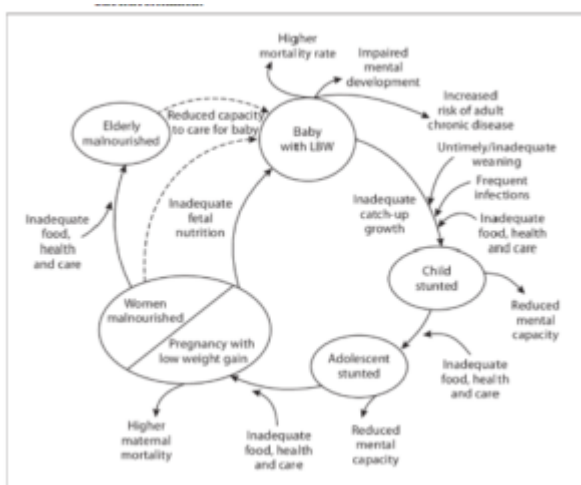 Higher
mortality rate
Impaired
mental
development
Increased
risk of adult
chronic disease
Elderly
malnourished
Reduced capacity
to care for baby
Baby
with LBW
Untimely/inadequate
weaning
Frequent
infections
Inadequate
food, health
and care
Inadequate
catch-up
growth
Inadequate
food,
health
and care
Inadequate
fetal
nutrition
Child
stunted
Reduced
mental
capacity
Women
malnourished
Pregnancy with
low weight gain
Adolescent
stunted
Inadequate
food, health
and care
Higher
maternal
mortality
Inadequate
food, health
and care
Reduced
mental
capacity